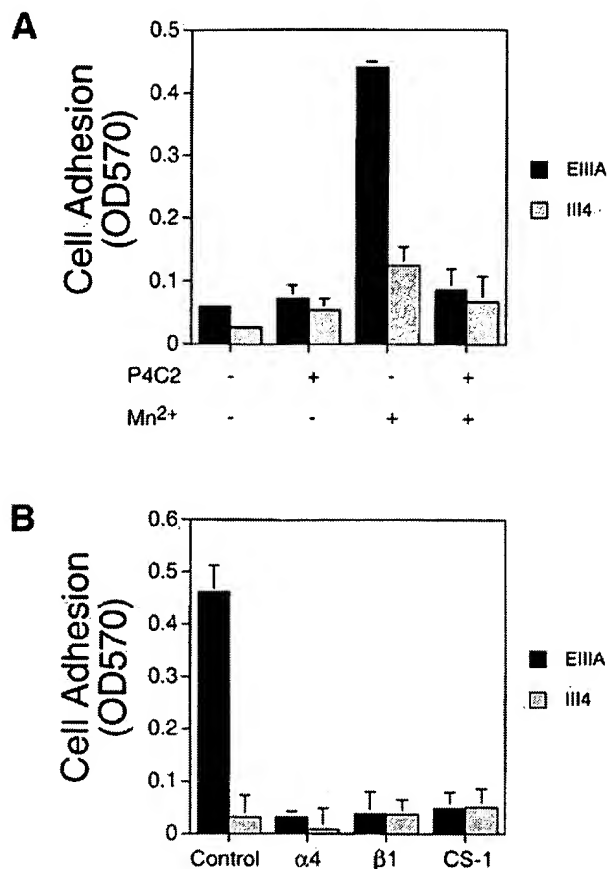 A
Cell Adhesion
(OD570)
0.5
0.4
0.3
0.2
0.1
0
EIIIA
III4
P4C2 - + - +
Mn2+ - - + +
B
Cell Adhesion
(OD570)
0.6
0.5
0.4
0.3
0.2
0.1
0
EIIIA
III4
Control α4 β1 CS-1